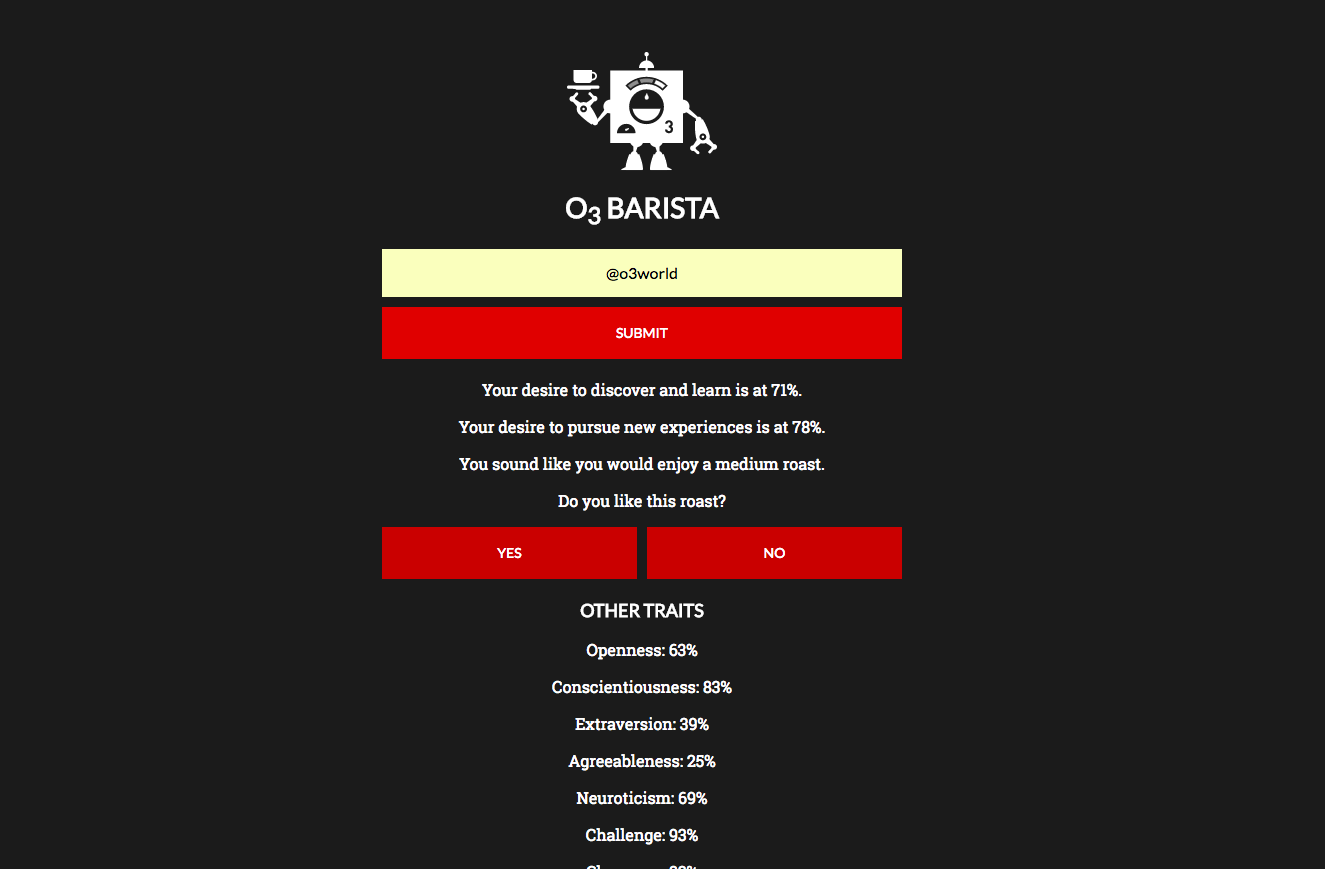 3
O3 BARISTA
@o3world
SUBMIT
Your desire to discover and learn is at 71%.
Your desire to pursue new experiences is at 78%.
You sound like you would enjoy a medium roast.
Do you like this roast?
YES NO
OTHER TRAITS
Openness: 63%
Conscientiousness: 83%
Extraversion: 39%
Agreeableness: 25%
Neuroticism: 69%
Challenge: 93%